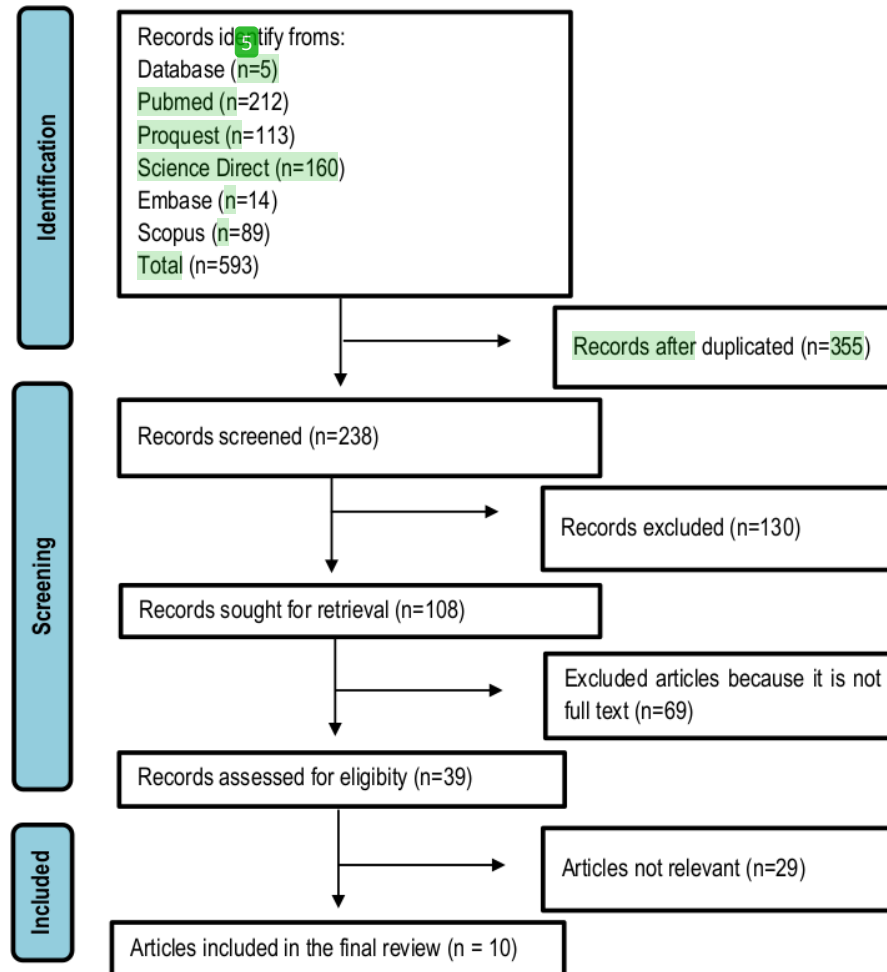 Identification
Records identify froms:
5
Database (n=5)
Pubmed (n=212)
Proquest (n=113)
Science Direct (n=160)
Embase (n=14)
Scopus (n=89)
Total (n=593)
Records after duplicated (n=355)
Screening
Records screened (n=238)
Records excluded (n=130)
Records sought for retrieval (n=108)
Excluded articles because it is not
full text (n=69)
Records assessed for eligibity (n=39)
Included
Articles not relevant (n=29)
Articles included in the final review (n = 10)